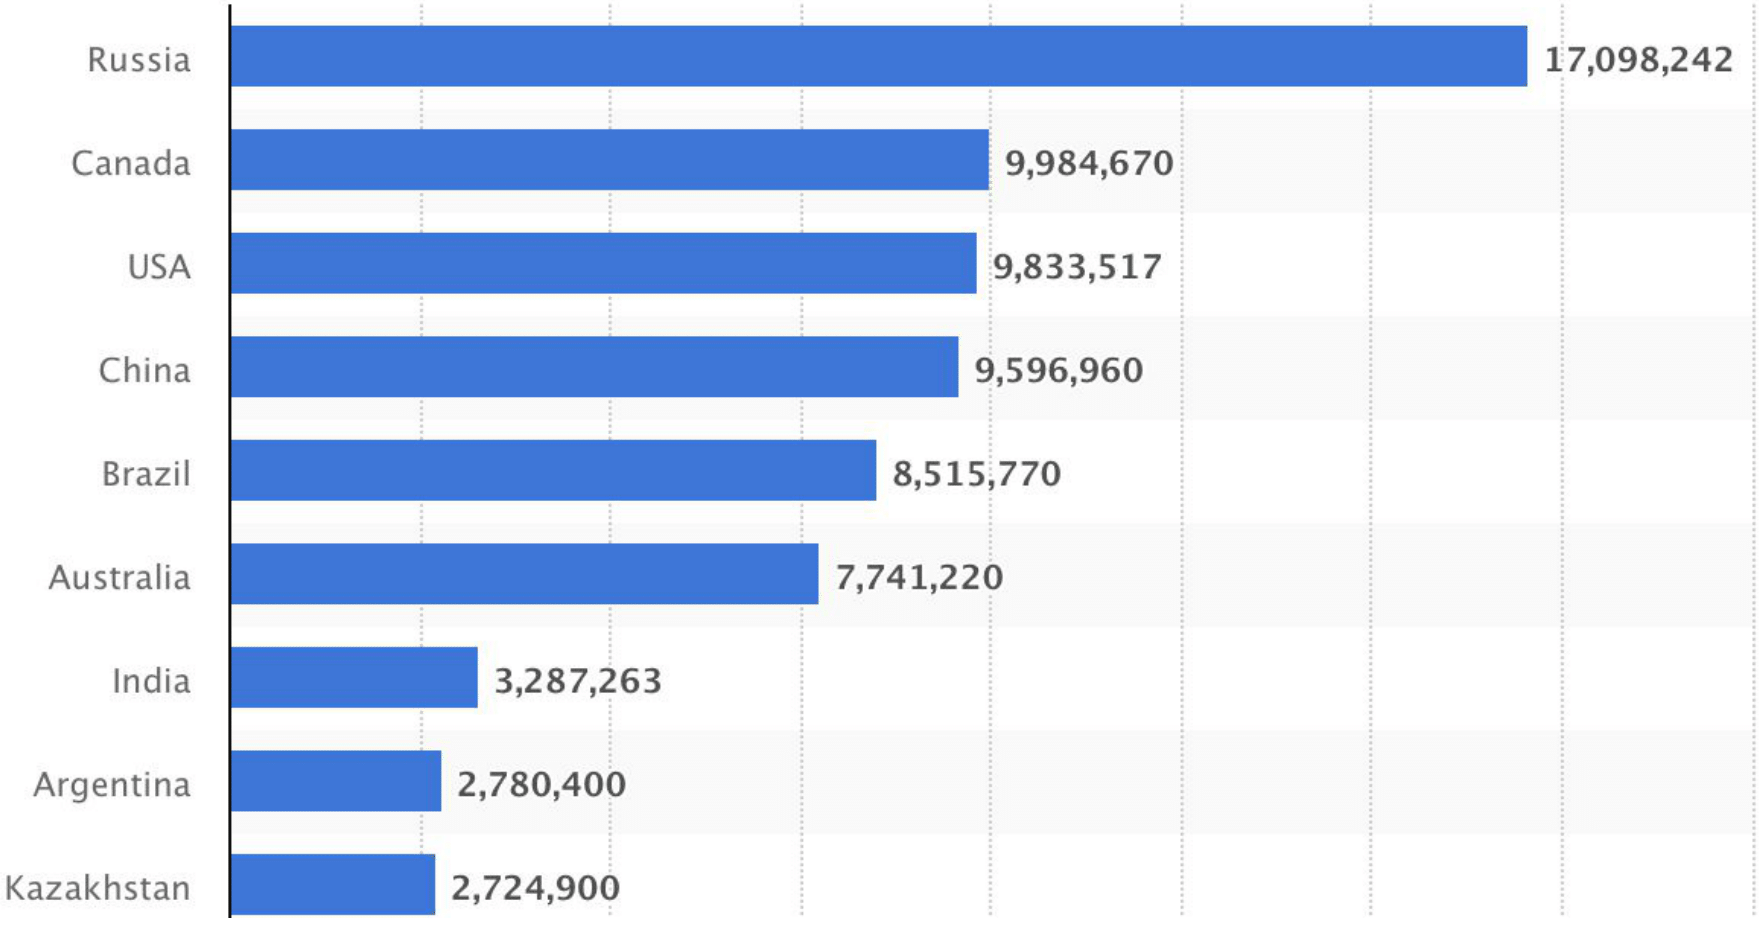 Russia 17,098,242
Canada 9,984,670
USA 9,833,517
China 9,596,960
Brazil 8,515,770
Australia 7,741,220
India 3,287,263
Argentina 2,780,400
Kazakhstan 2,724,900